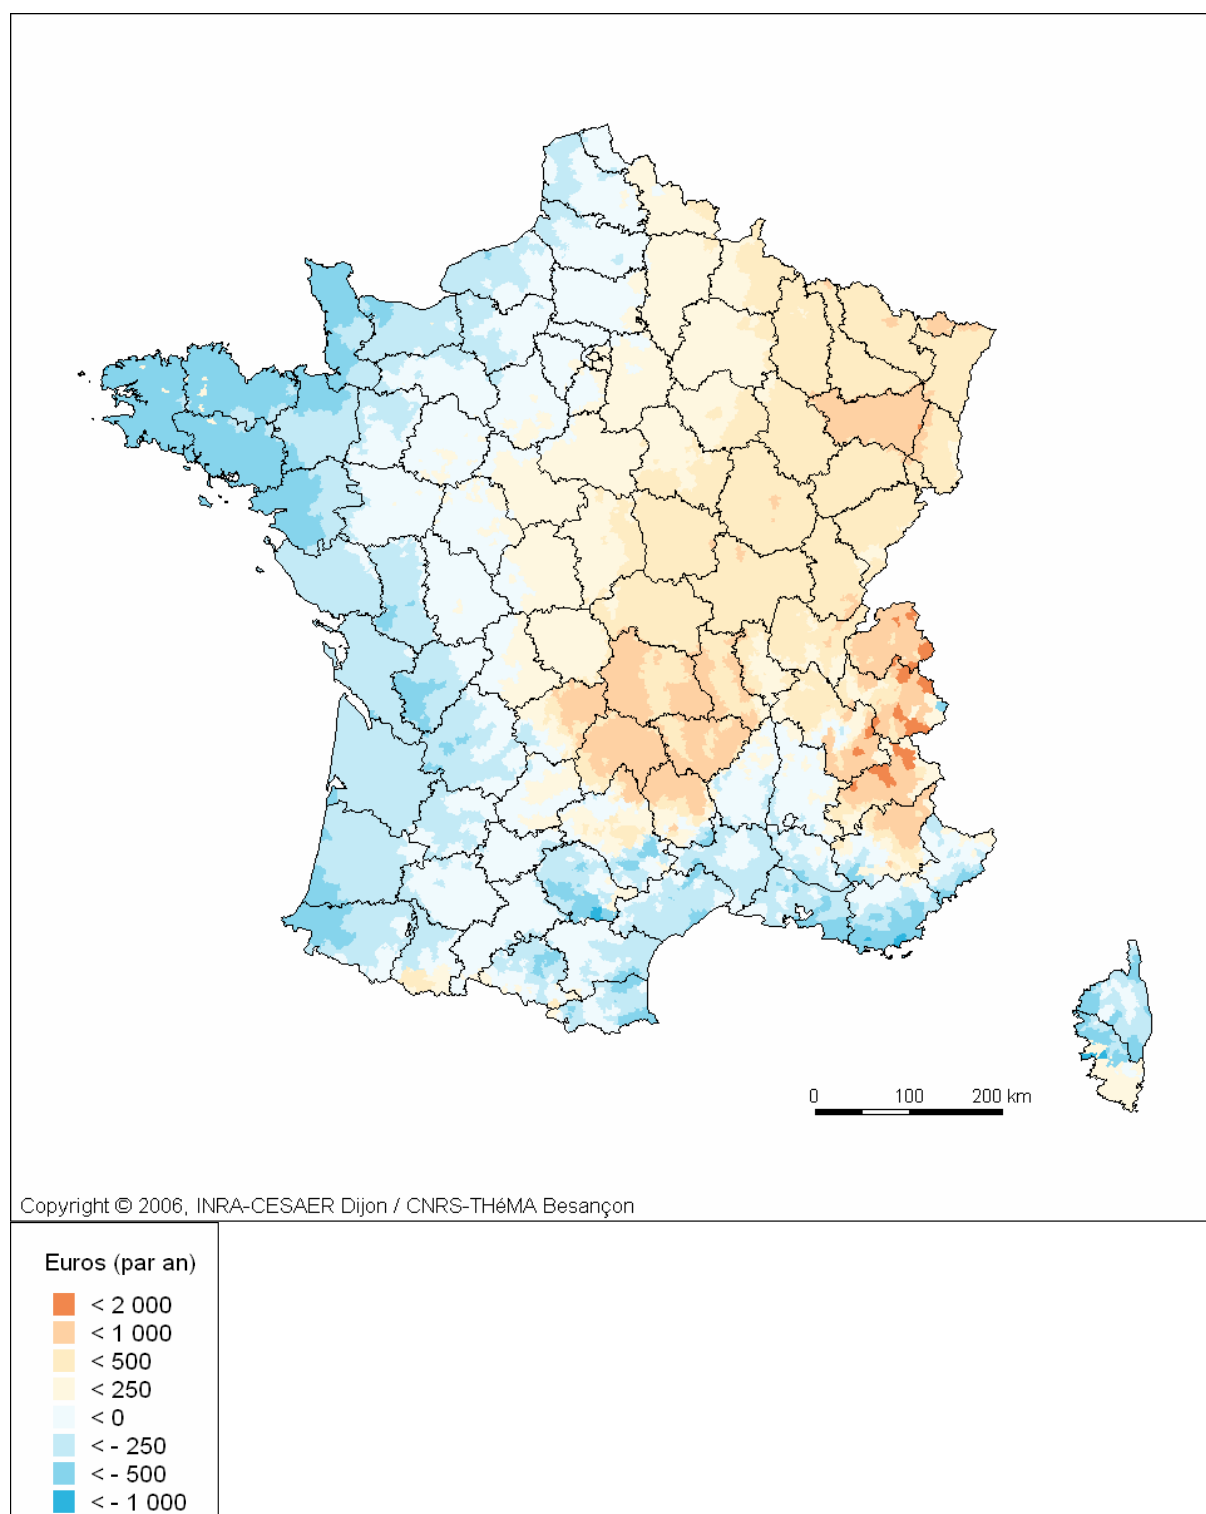 0 100 200 km
Copyright © 2006, INRA-CESAER Dijon / CNRS-THéMA Besançon
Euros (par an)
< 2 000
< 1 000
< 500
< 250
< 0
< - 250
< - 500
< - 1 000